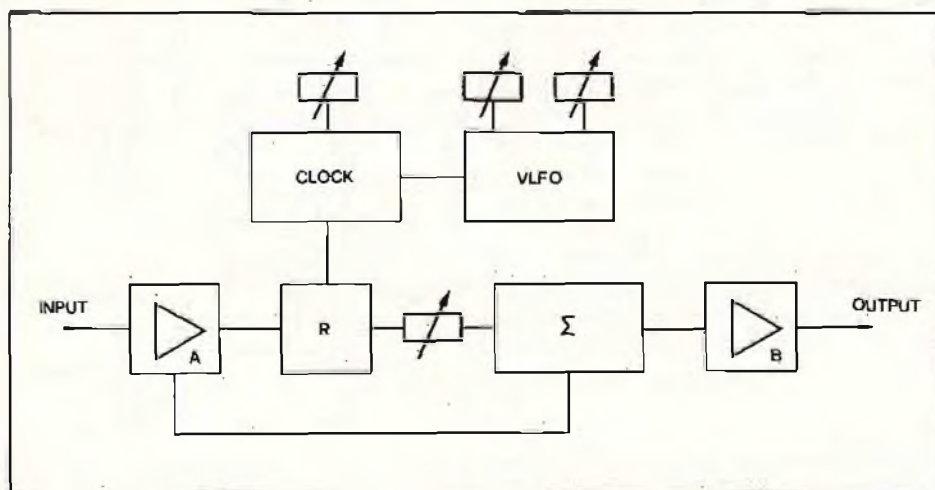 CLOCK
VLFO
INPUT
A
R
Σ
B
OUTPUT